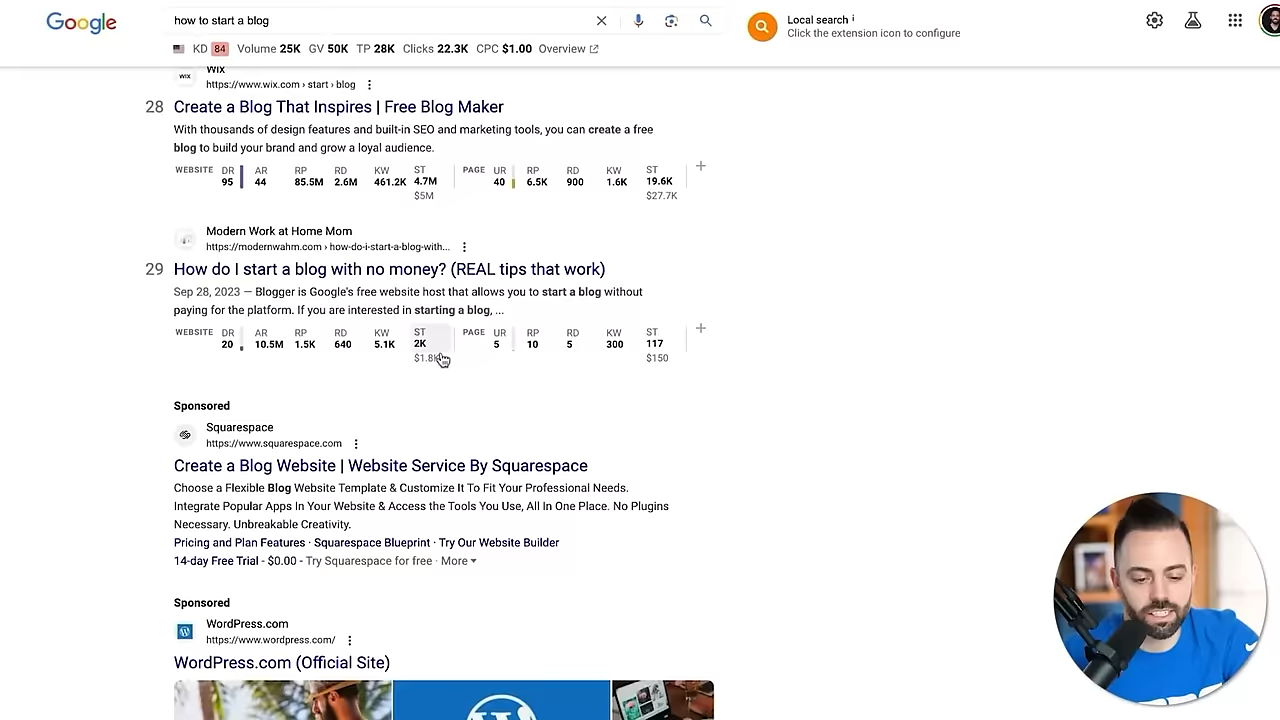 Google
how to start a blog
Local search
Click the extension icon to configure
KD 84 Volume 25K GV 50K TP 28K Clicks 22.3K CPC $1.00 Overview
WIX
Wix
https://www.wix.com › start › blog
28 Create a Blog That Inspires | Free Blog Maker
With thousands of design features and built-in SEO and marketing tools, you can create a free
blog to build your brand and grow a loyal audience.
WEBSITE DR AR RP RD KW ST PAGE UR RP RD KW ST
95 44 85.5M 2.6M 461.2K 4.7M 40 6.5K 900 1.6K 19.6K
$5M $27.7K
Modern Work at Home Mom
https://modernwahm.com › how-do-i-start-a-blog-with...
29 How do I start a blog with no money? (REAL tips that work)
Sep 28, 2023 — Blogger is Google's free website host that allows you to start a blog without
paying for the platform. If you are interested in starting a blog, ...
WEBSITE DR AR RP RD KW ST PAGE UR RP RD KW ST
20 10.5M 1.5K 640 5.1K 2K 5 10 5 300 117
$150
Sponsored
Squarespace
https://www.squarespace.com
Create a Blog Website | Website Service By Squarespace
Choose a Flexible Blog Website Template & Customize It To Fit Your Professional Needs.
Integrate Popular Apps In Your Website & Access the Tools You Use, All In One Place. No Plugins
Necessary. Unbreakable Creativity.
Pricing and Plan Features · Squarespace Blueprint · Try Our Website Builder
14-day Free Trial - $0.00 - Try Squarespace for free · More
Sponsored
WordPress.com
https://www.wordpress.com/
WordPress.com (Official Site)